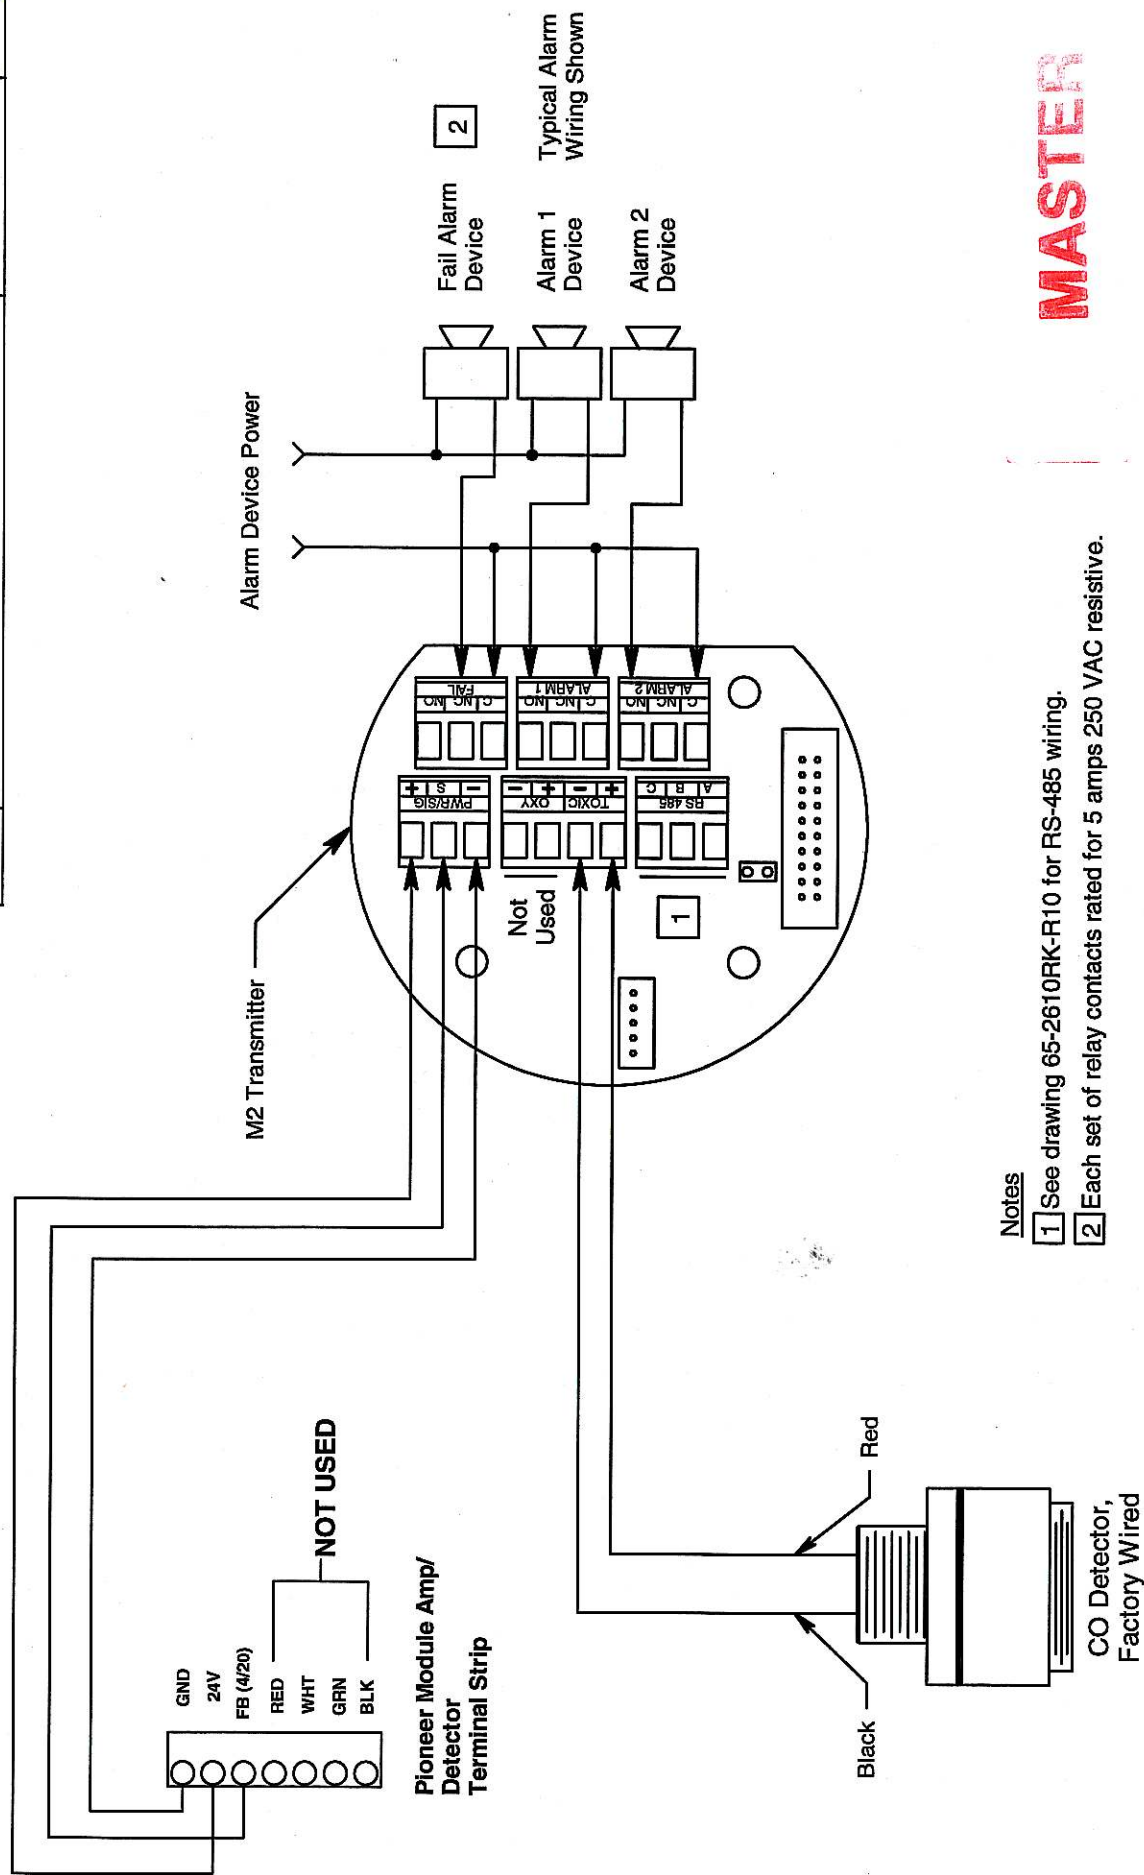 GND
24V
FB (4/20)
RED
WHT
GRN
BLK
NOT USED
Pioneer Module Amp/
Detector
Terminal Strip
M2 Transmitter
Alarm Device Power
Fail Alarm
Device
2
Alarm 1
Device
Typical Alarm
Wiring Shown
Alarm 2
Device
+ S -
PWR/SIG
NO NC C
FAIL
- + - +
OXY TOXIC
NO NC C
ALARM 1
C B A
RS 485
NO NC C
ALARM 2
Not
Used
1
Black
Red
CO Detector,
Factory Wired
Notes
1 See drawing 65-2610RK-R10 for RS-485 wiring.
2 Each set of relay contacts rated for 5 amps 250 VAC resistive.
MASTER